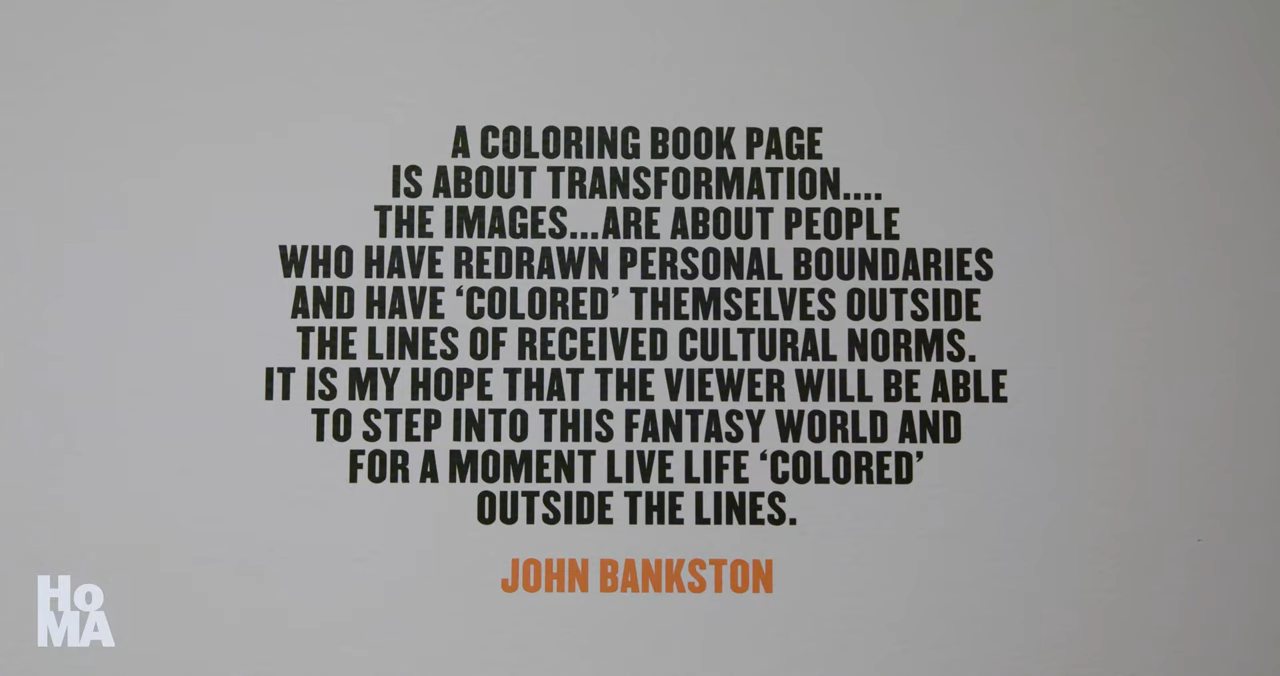 A COLORING BOOK PAGE
IS ABOUT TRANSFORMATION....
THE IMAGES...ARE ABOUT PEOPLE
WHO HAVE REDRAWN PERSONAL BOUNDARIES
AND HAVE ‘COLORED’ THEMSELVES OUTSIDE
THE LINES OF RECEIVED CULTURAL NORMS.
IT IS MY HOPE THAT THE VIEWER WILL BE ABLE
TO STEP INTO THIS FANTASY WORLD AND
FOR A MOMENT LIVE LIFE ‘COLORED’
OUTSIDE THE LINES.
JOHN BANKSTON
HoMA